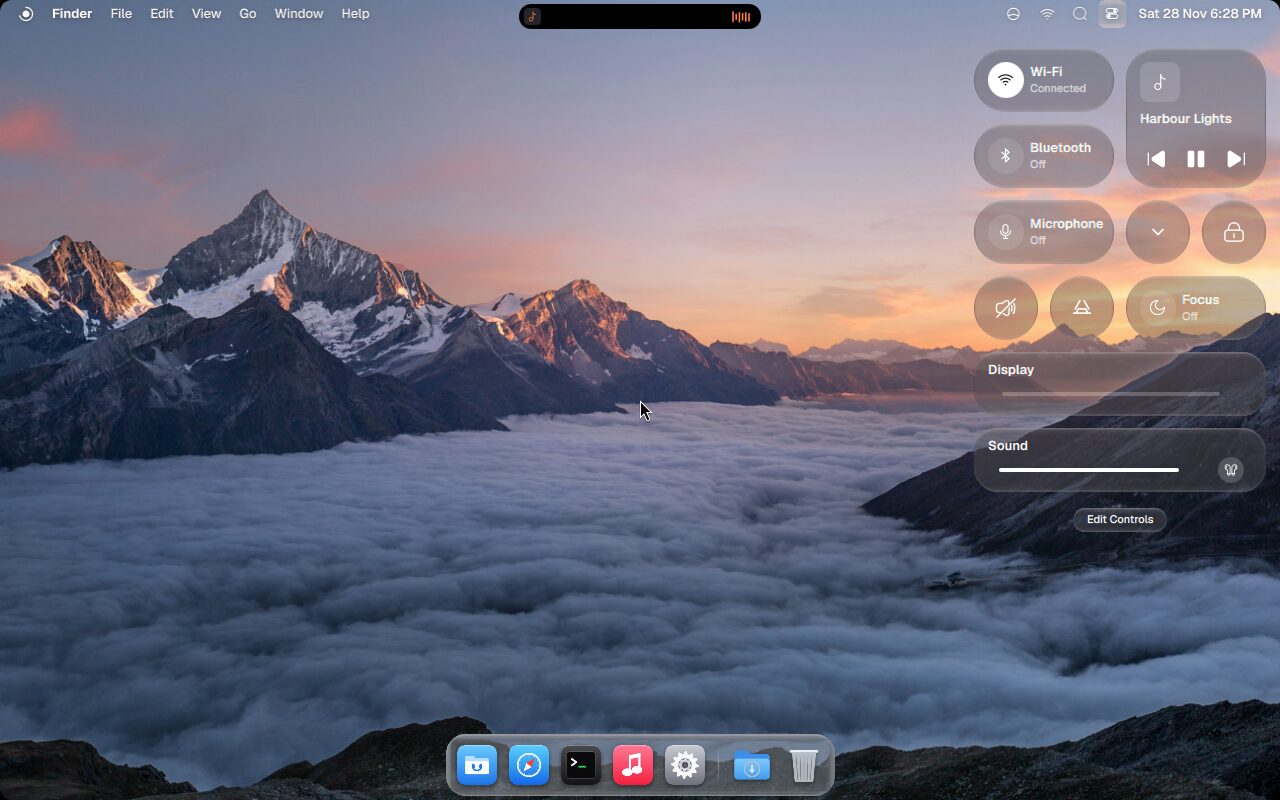 Finder File Edit View Go Window Help
Sat 28 Nov 6:28 PM
Wi-Fi
Connected
Harbour Lights
Bluetooth
Off
Microphone
Off
Focus
Off
Display
Sound
Edit Controls